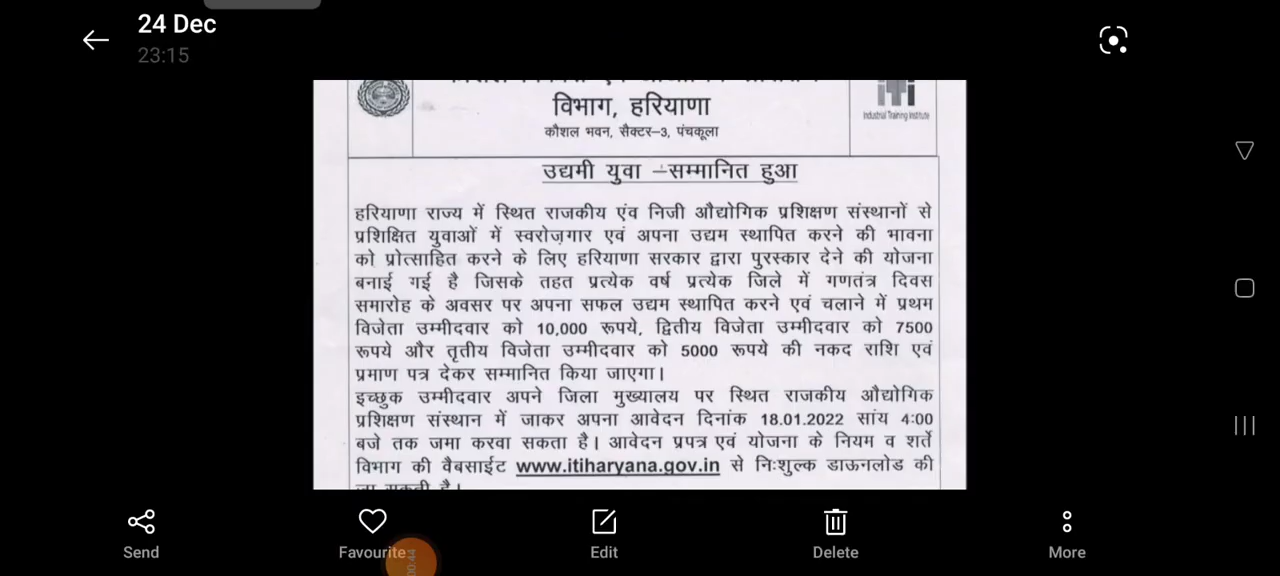 24 Dec
23:15
विभाग, हरियाणा
कौशल भवन, सैक्टर-3, पंचकूला
Industrial Training Institute
उद्यमी युवा –सम्मानित हुआ
हरियाणा राज्य में स्थित राजकीय एंव निजी औद्योगिक प्रशिक्षण संस्थानों से
प्रशिक्षित युवाओं में स्वरोज़गार एवं अपना उद्यम स्थापित करने की भावना
को प्रोत्साहित करने के लिए हरियाणा सरकार द्वारा पुरस्कार देने की योजना
बनाई गई है जिसके तहत प्रत्येक वर्ष प्रत्येक जिले में गणतंत्र दिवस
समारोह के अवसर पर अपना सफल उद्यम स्थापित करने एवं चलाने में प्रथम
विजेता उम्मीदवार को 10,000 रूपये, द्वितीय विजेता उम्मीदवार को 7500
रूपये और तृतीय विजेता उम्मीदवार को 5000 रूपये की नकद राशि एवं
प्रमाण पत्र देकर सम्मानित किया जाएगा।
इच्छुक उम्मीदवार अपने जिला मुख्यालय पर स्थित राजकीय औद्योगिक
प्रशिक्षण संस्थान में जाकर अपना आवेदन दिनांक 18.01.2022 सांय 4:00
बजे तक जमा करवा सकता है। आवेदन प्रपत्र एवं योजना के नियम व शर्ते
विभाग की वैबसाईट www.itiharyana.gov.in से निःशुल्क डाऊनलोड की
जा सकती है।
Send
Favourite
Edit
Delete
More
00:44